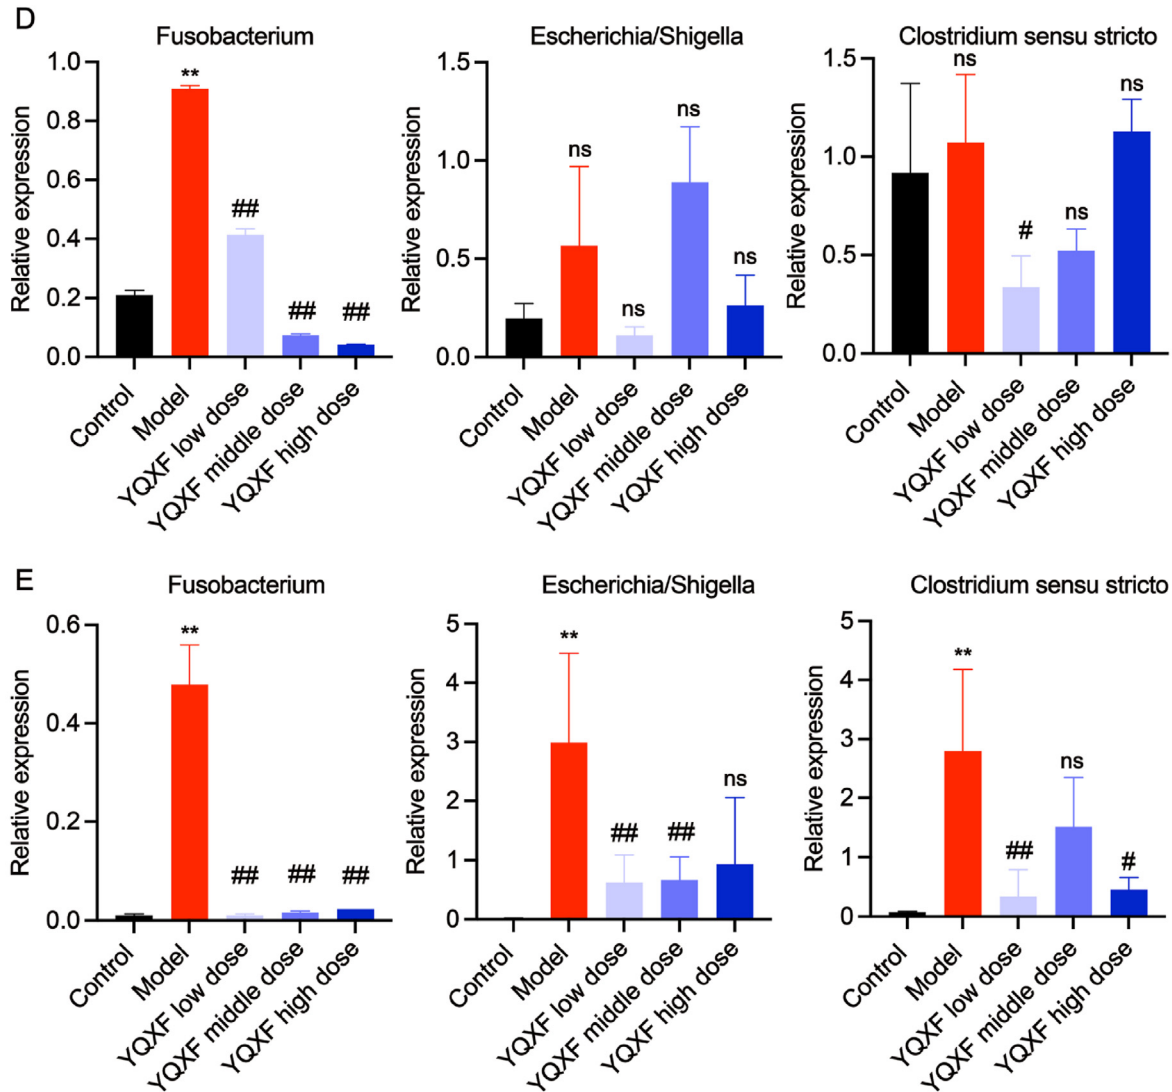 D
Fusobacterium
Relative expression
1.0
0.8
0.6
0.4
0.2
0.0
**
##
##
##
Control
Model
YQXF low dose
YQXF middle dose
YQXF high dose
Escherichia/Shigella
Relative expression
1.5
1.0
0.5
0.0
ns
ns
ns
ns
Control
Model
YQXF low dose
YQXF middle dose
YQXF high dose
Clostridium sensu stricto
Relative expression
1.5
1.0
0.5
0.0
ns
#
ns
ns
Control
Model
YQXF low dose
YQXF middle dose
YQXF high dose
E
Fusobacterium
Relative expression
0.6
0.4
0.2
0.0
**
##
##
##
Control
Model
YQXF low dose
YQXF middle dose
YQXF high dose
Escherichia/Shigella
Relative expression
5
4
3
2
1
0
**
##
##
ns
Control
Model
YQXF low dose
YQXF middle dose
YQXF high dose
Clostridium sensu stricto
Relative expression
5
4
3
2
1
0
**
##
ns
#
Control
Model
YQXF low dose
YQXF middle dose
YQXF high dose